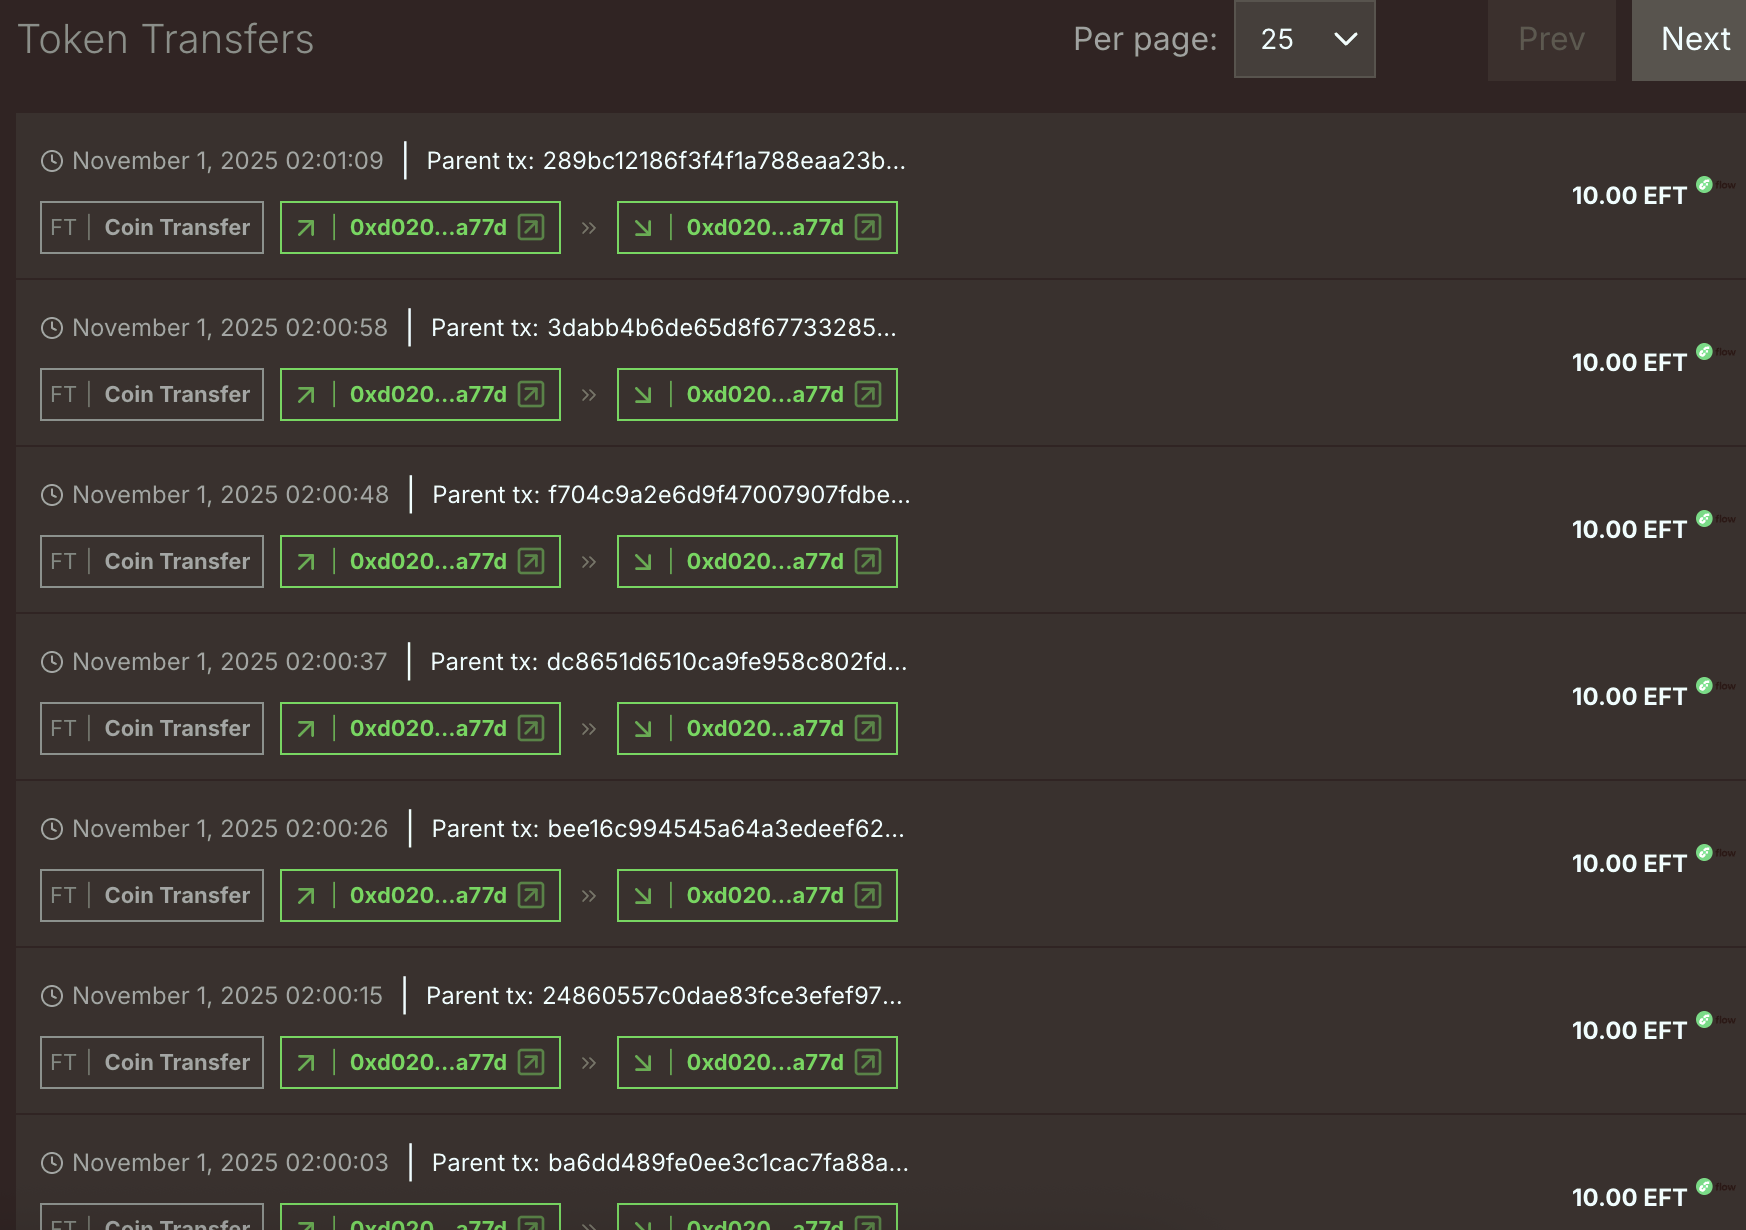 Token Transfers
Per page: 25 Prev Next
November 1, 2025 02:01:09 Parent tx: 289bc12186f3f4f1a788eaa23b...
10.00 EFT flow
FT | Coin Transfer 0xd020...a77d » 0xd020...a77d
November 1, 2025 02:00:58 Parent tx: 3dabb4b6de65d8f67733285...
10.00 EFT flow
FT | Coin Transfer 0xd020...a77d » 0xd020...a77d
November 1, 2025 02:00:48 Parent tx: f704c9a2e6d9f47007907fdbe...
10.00 EFT flow
FT | Coin Transfer 0xd020...a77d » 0xd020...a77d
November 1, 2025 02:00:37 Parent tx: dc8651d6510ca9fe958c802fd...
10.00 EFT flow
FT | Coin Transfer 0xd020...a77d » 0xd020...a77d
November 1, 2025 02:00:26 Parent tx: bee16c994545a64a3edeef62...
10.00 EFT flow
FT | Coin Transfer 0xd020...a77d » 0xd020...a77d
November 1, 2025 02:00:15 Parent tx: 24860557c0dae83fce3efef97...
10.00 EFT flow
FT | Coin Transfer 0xd020...a77d » 0xd020...a77d
November 1, 2025 02:00:03 Parent tx: ba6dd489fe0ee3c1cac7fa88a...
10.00 EFT flow
FT | Coin Transfer 0xd020...a77d » 0xd020...a77d